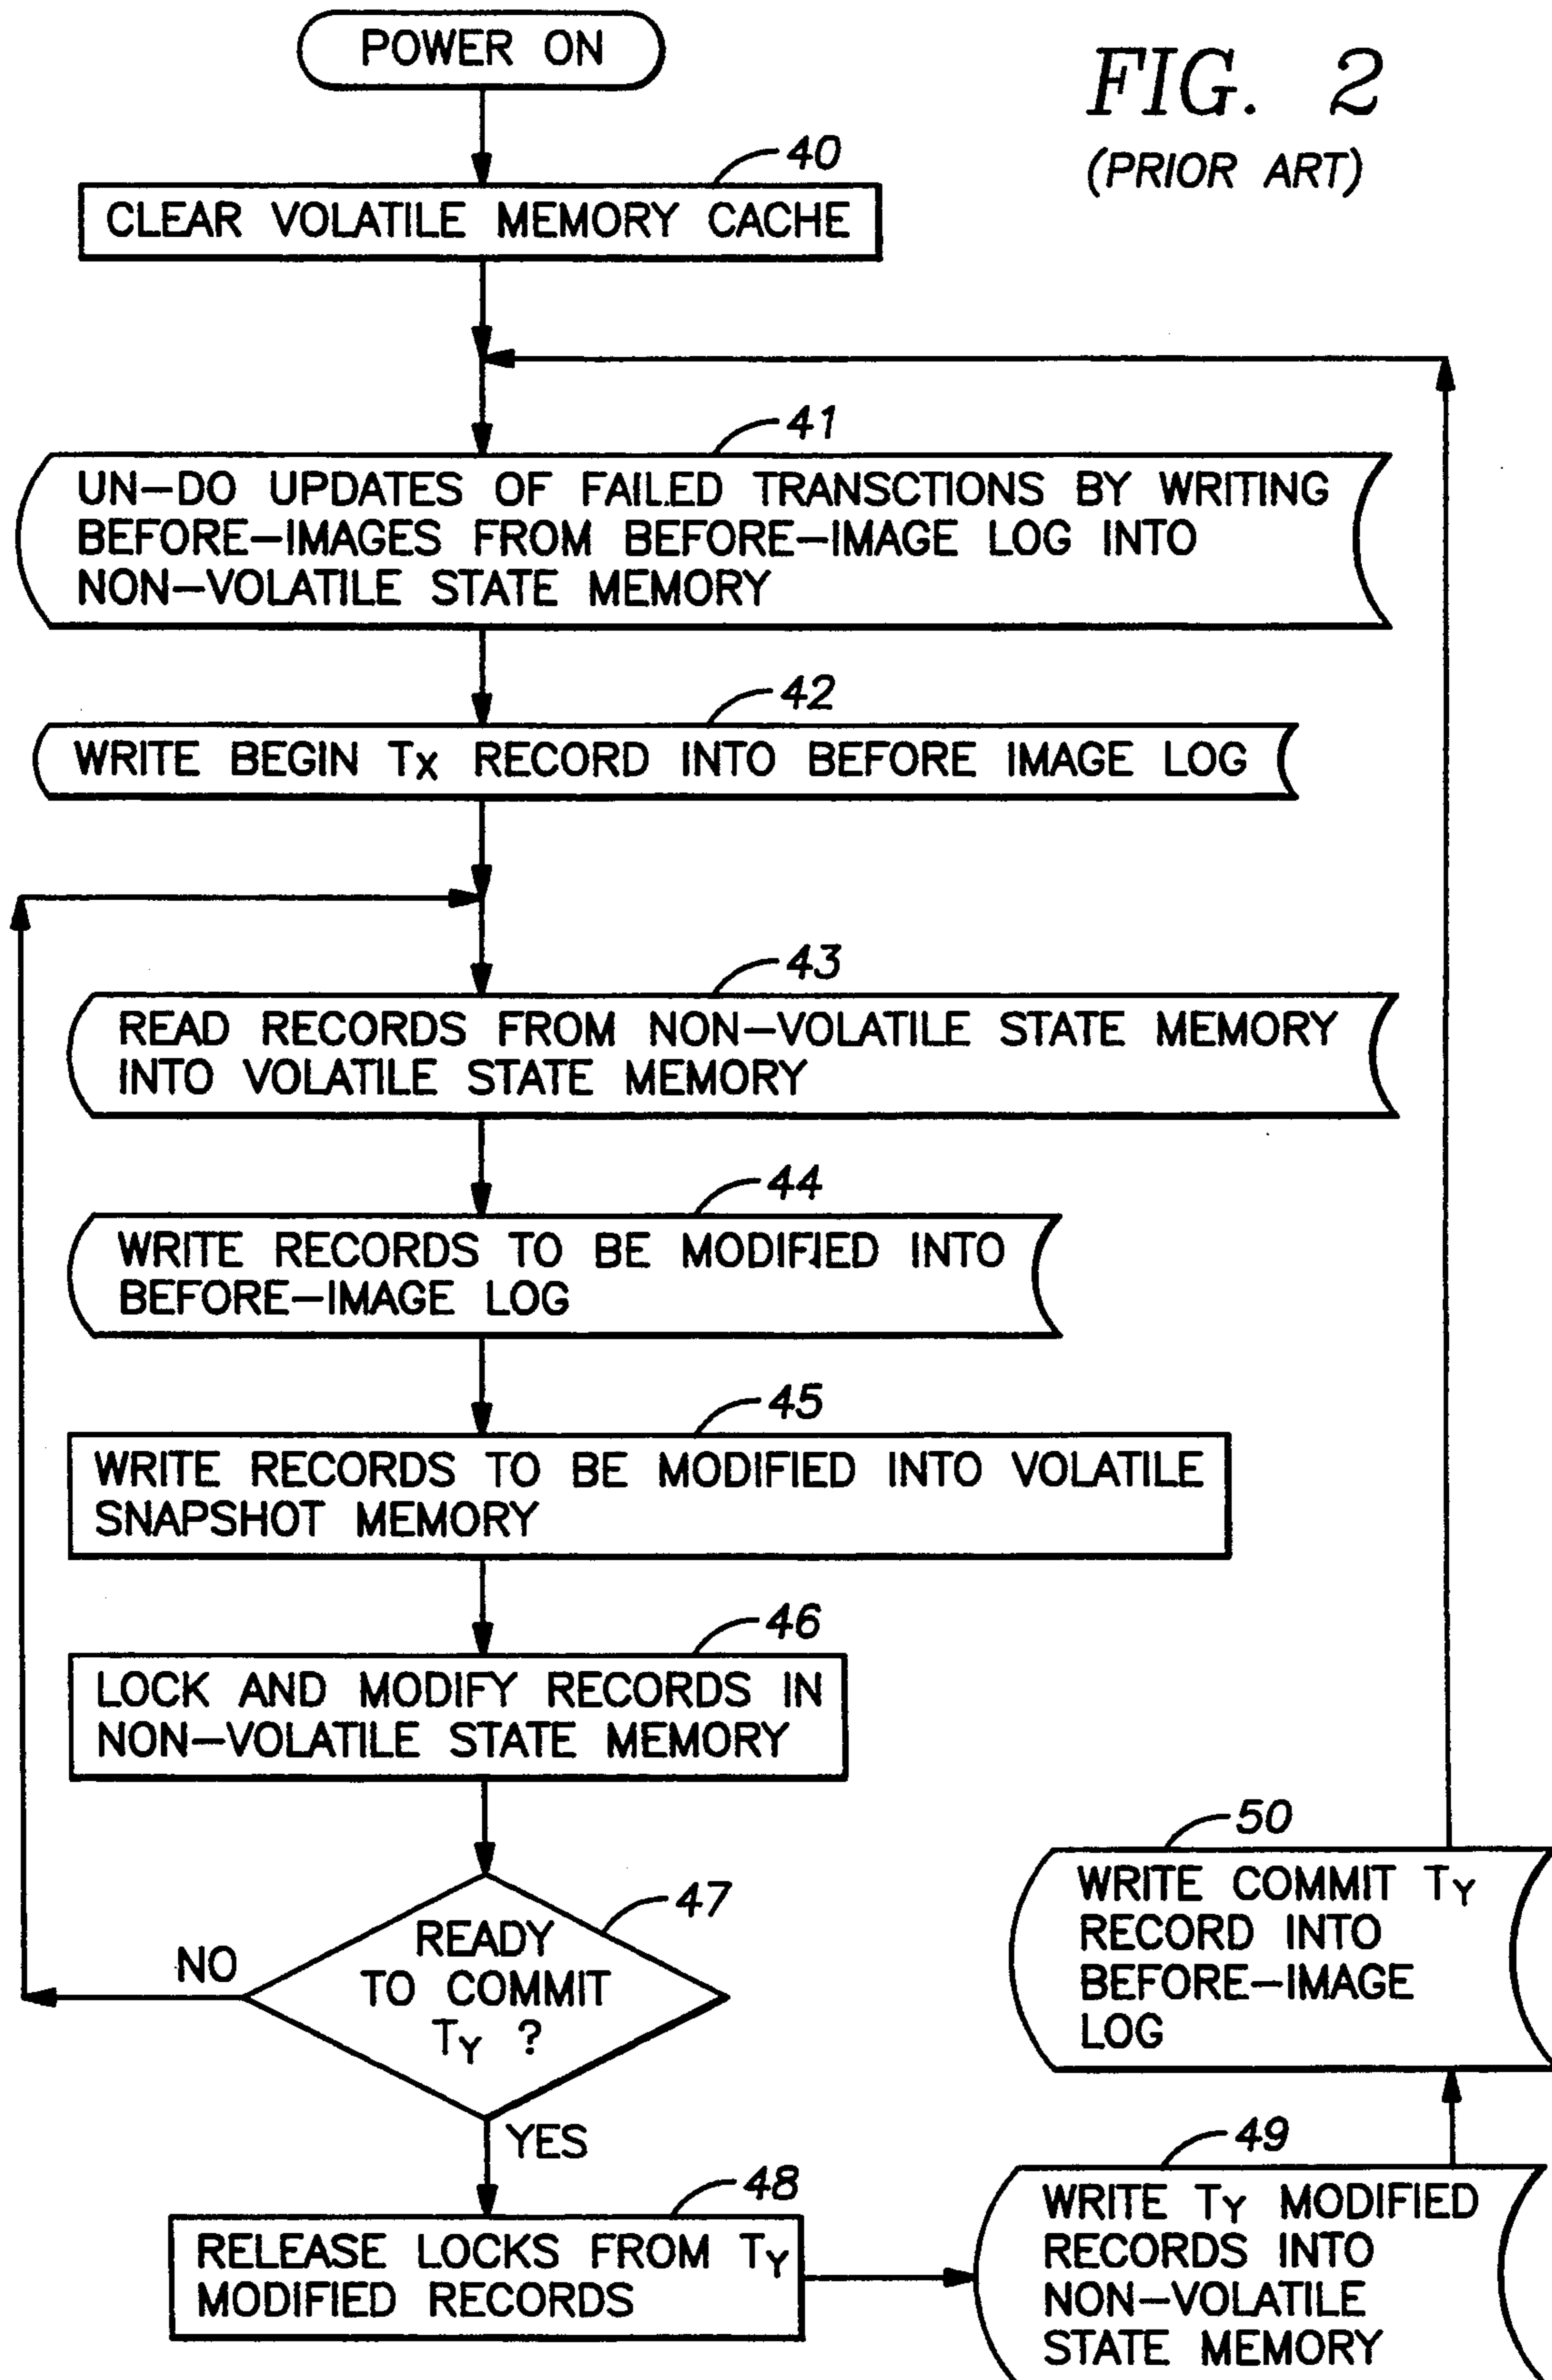 POWER ON
FIG. 2
(PRIOR ART)
40
CLEAR VOLATILE MEMORY CACHE
41
UN-DO UPDATES OF FAILED TRANSCTIONS BY WRITING
BEFORE-IMAGES FROM BEFORE-IMAGE LOG INTO
NON-VOLATILE STATE MEMORY
42
WRITE BEGIN TX RECORD INTO BEFORE IMAGE LOG
43
READ RECORDS FROM NON-VOLATILE STATE MEMORY
INTO VOLATILE STATE MEMORY
44
WRITE RECORDS TO BE MODIFIED INTO
BEFORE-IMAGE LOG
45
WRITE RECORDS TO BE MODIFIED INTO VOLATILE
SNAPSHOT MEMORY
46
LOCK AND MODIFY RECORDS IN
NON-VOLATILE STATE MEMORY
47
READY
TO COMMIT
TY ?
NO
YES
48
RELEASE LOCKS FROM TY
MODIFIED RECORDS
49
WRITE TY MODIFIED
RECORDS INTO
NON-VOLATILE
STATE MEMORY
50
WRITE COMMIT TY
RECORD INTO
BEFORE-IMAGE
LOG